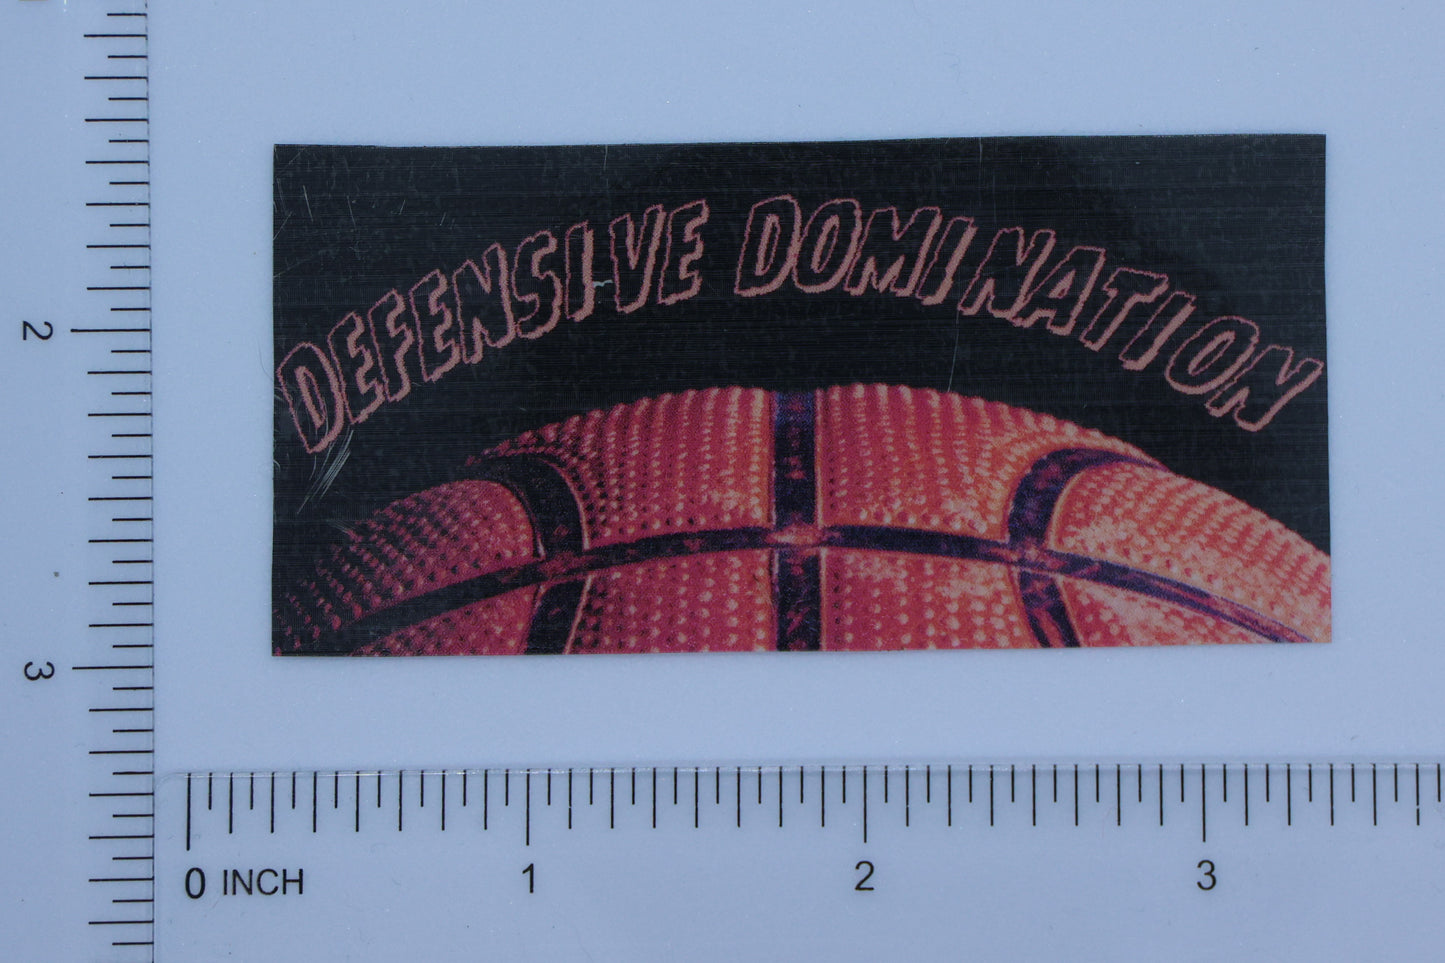 DEFENSIVE DOMINATION
2
3
0 INCH 1 2 3